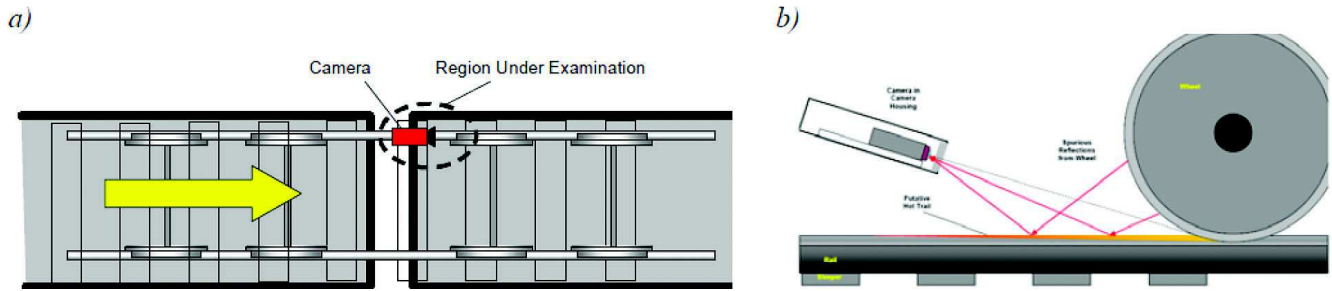 a)
Camera
Region Under Examination
b)
Camera in
Camera
Housing
Wheel
Spurious
Reflections
from Wheel
Putative
Hot Trail
Rail
Sleeper